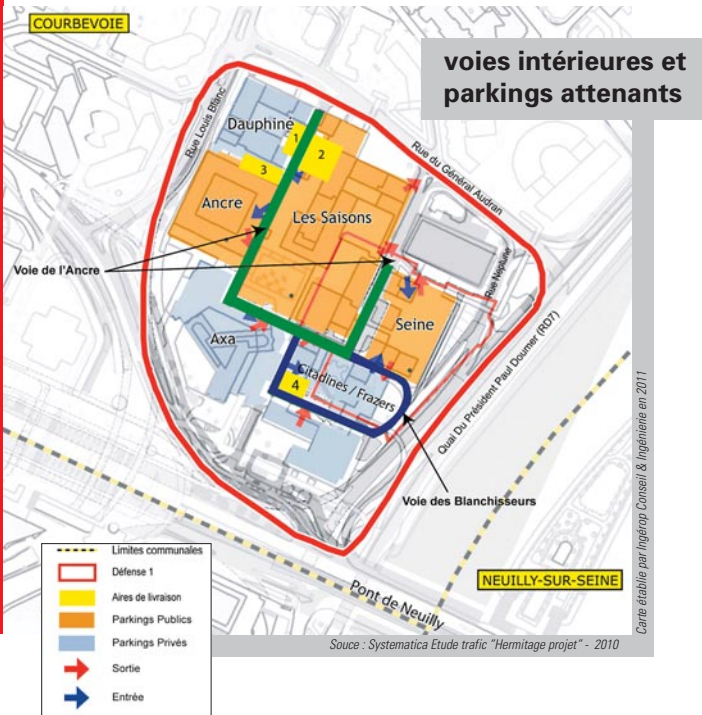 COURBEVOIE
voies intérieures et
parkings attenants
Rue Louis Blanc
Dauphiné
1
2
3
Rue du Général Audran
Ancre
Les Saisons
Voie de l'Ancre
Rue Neptune
Seine
Axa
Citadines / Frazers
4
Quai Du Président Paul Doumer (RD7)
Voie des Blanchisseurs
Limites communales
Défense 1
Aires de livraison
Parkings Publics
Parkings Privés
Sortie
Entrée
NEUILLY-SUR-SEINE
Pont de Neuilly
Carte établie par Ingérop Conseil & Ingénierie en 2011
Souce : Systematica Etude trafic "Hermitage projet" - 2010